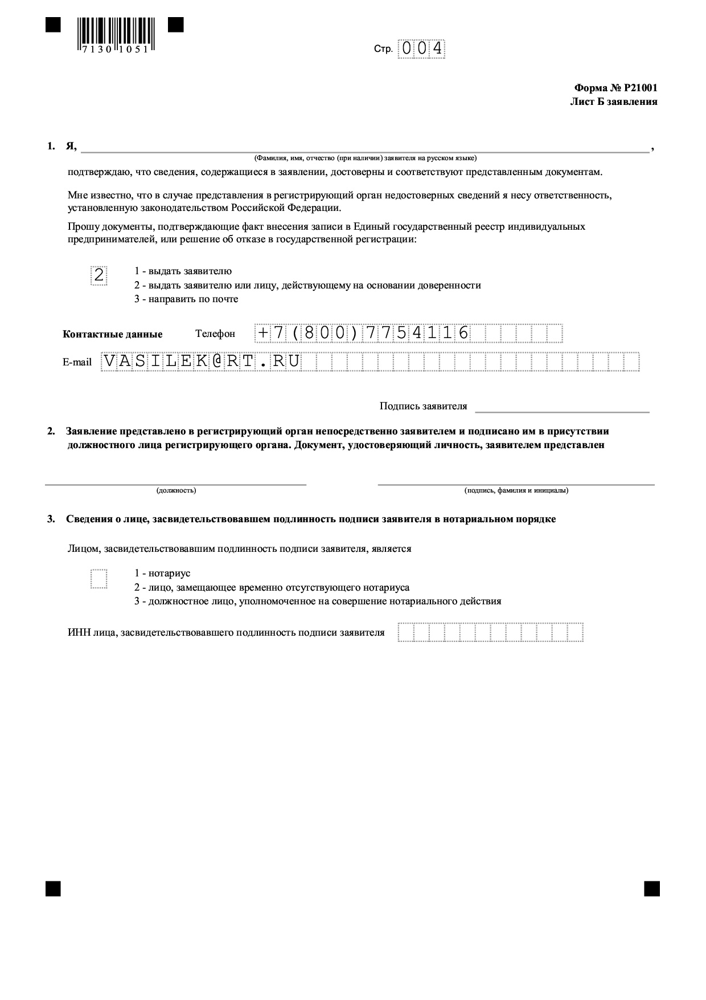 7130 1051
Стр. 004
Форма № Р21001
Лист Б заявления
1. Я, ,
(Фамилия, имя, отчество (при наличии) заявителя на русском языке)
подтверждаю, что сведения, содержащиеся в заявлении, достоверны и соответствуют представленным документам.
Мне известно, что в случае представления в регистрирующий орган недостоверных сведений я несу ответственность,
установленную законодательством Российской Федерации.
Прошу документы, подтверждающие факт внесения записи в Единый государственный реестр индивидуальных
предпринимателей, или решение об отказе в государственной регистрации:
2 1 - выдать заявителю
2 - выдать заявителю или лицу, действующему на основании доверенности
3 - направить по почте
Контактные данные Телефон +7(800)7754116
E-mail VASILEK@RT.RU
Подпись заявителя
2. Заявление представлено в регистрирующий орган непосредственно заявителем и подписано им в присутствии
должностного лица регистрирующего органа. Документ, удостоверяющий личность, заявителем представлен
(должность) (подпись, фамилия и инициалы)
3. Сведения о лице, засвидетельствовавшем подлинность подписи заявителя в нотариальном порядке
Лицом, засвидетельствовавшим подлинность подписи заявителя, является
1 - нотариус
2 - лицо, замещающее временно отсутствующего нотариуса
3 - должностное лицо, уполномоченное на совершение нотариального действия
ИНН лица, засвидетельствовавшего подлинность подписи заявителя